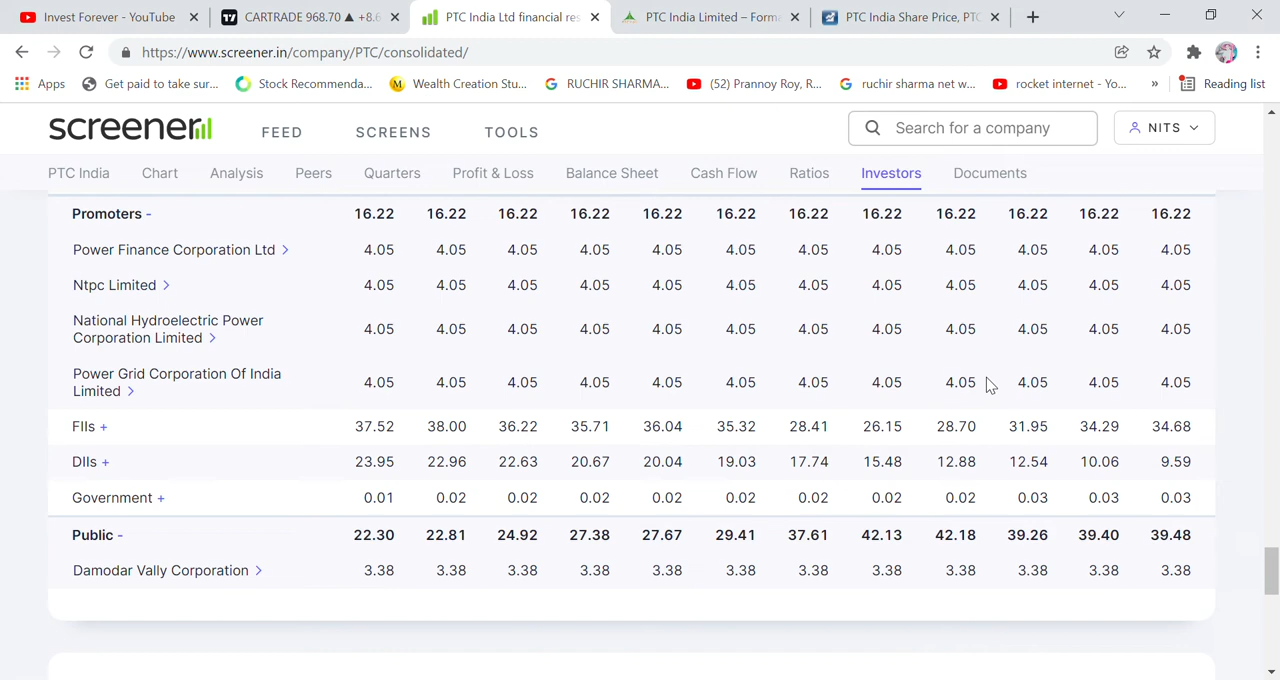 Invest Forever - YouTube
CARTRADE 968.70 ▲ +8.6
PTC India Ltd financial res
PTC India Limited – Forma
PTC India Share Price, PTC
https://www.screener.in/company/PTC/consolidated/
Apps
Get paid to take sur...
Stock Recommenda...
Wealth Creation Stu...
RUCHIR SHARMA...
(52) Prannoy Roy, R...
ruchir sharma net w...
rocket internet - Yo...
»
Reading list
screener
FEED
SCREENS
TOOLS
Search for a company
NITS
PTC India
Chart
Analysis
Peers
Quarters
Profit & Loss
Balance Sheet
Cash Flow
Ratios
Investors
Documents
Promoters - 16.22 16.22 16.22 16.22 16.22 16.22 16.22 16.22 16.22 16.22 16.22 16.22
Power Finance Corporation Ltd > 4.05 4.05 4.05 4.05 4.05 4.05 4.05 4.05 4.05 4.05 4.05 4.05
Ntpc Limited > 4.05 4.05 4.05 4.05 4.05 4.05 4.05 4.05 4.05 4.05 4.05 4.05
National Hydroelectric Power
Corporation Limited > 4.05 4.05 4.05 4.05 4.05 4.05 4.05 4.05 4.05 4.05 4.05 4.05
Power Grid Corporation Of India
Limited > 4.05 4.05 4.05 4.05 4.05 4.05 4.05 4.05 4.05 4.05 4.05 4.05
FIIs + 37.52 38.00 36.22 35.71 36.04 35.32 28.41 26.15 28.70 31.95 34.29 34.68
DIIs + 23.95 22.96 22.63 20.67 20.04 19.03 17.74 15.48 12.88 12.54 10.06 9.59
Government + 0.01 0.02 0.02 0.02 0.02 0.02 0.02 0.02 0.02 0.03 0.03 0.03
Public - 22.30 22.81 24.92 27.38 27.67 29.41 37.61 42.13 42.18 39.26 39.40 39.48
Damodar Vally Corporation > 3.38 3.38 3.38 3.38 3.38 3.38 3.38 3.38 3.38 3.38 3.38 3.38